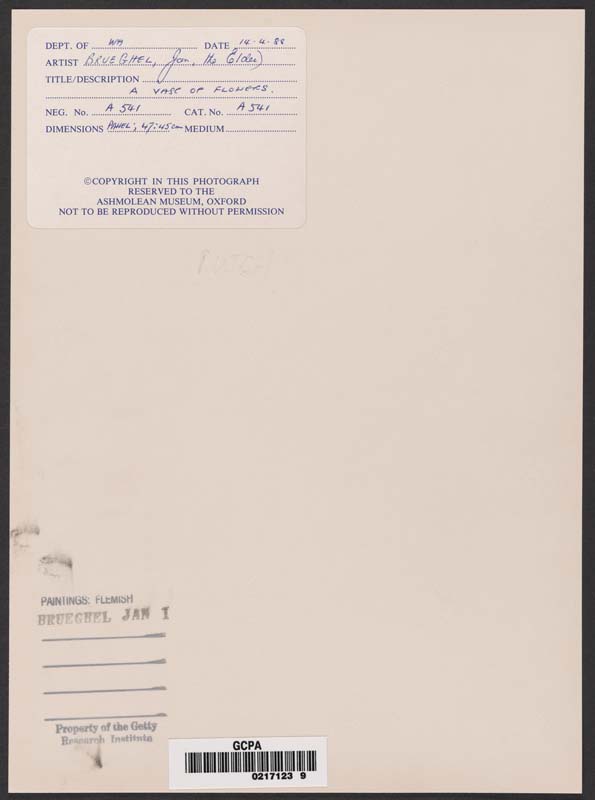 DEPT. OF WA DATE 14.4.88
ARTIST BRUEGHEL, Jan, the Elder)
TITLE/DESCRIPTION
A VASE OF FLOWERS.
NEG. No. A 541 CAT. No. A 541
DIMENSIONS PANEL; 47:45cm MEDIUM
©COPYRIGHT IN THIS PHOTOGRAPH
RESERVED TO THE
ASHMOLEAN MUSEUM, OXFORD
NOT TO BE REPRODUCED WITHOUT PERMISSION
DUTCH
PAINTINGS: FLEMISH
BRUEGHEL JAN I
Property of the Getty
Research Institute
GCPA
0217123 9